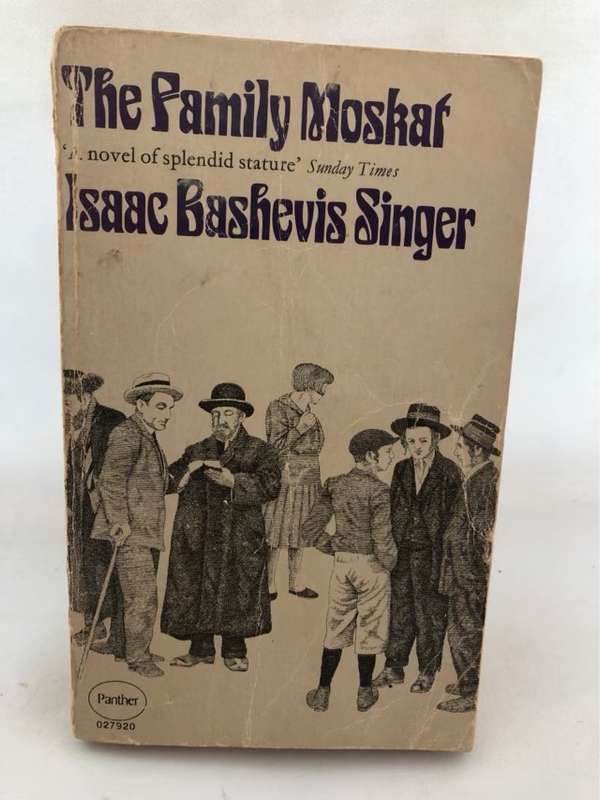 The Family Moskat
'A novel of splendid stature' Sunday Times
Isaac Bashevis Singer
Panther
027920